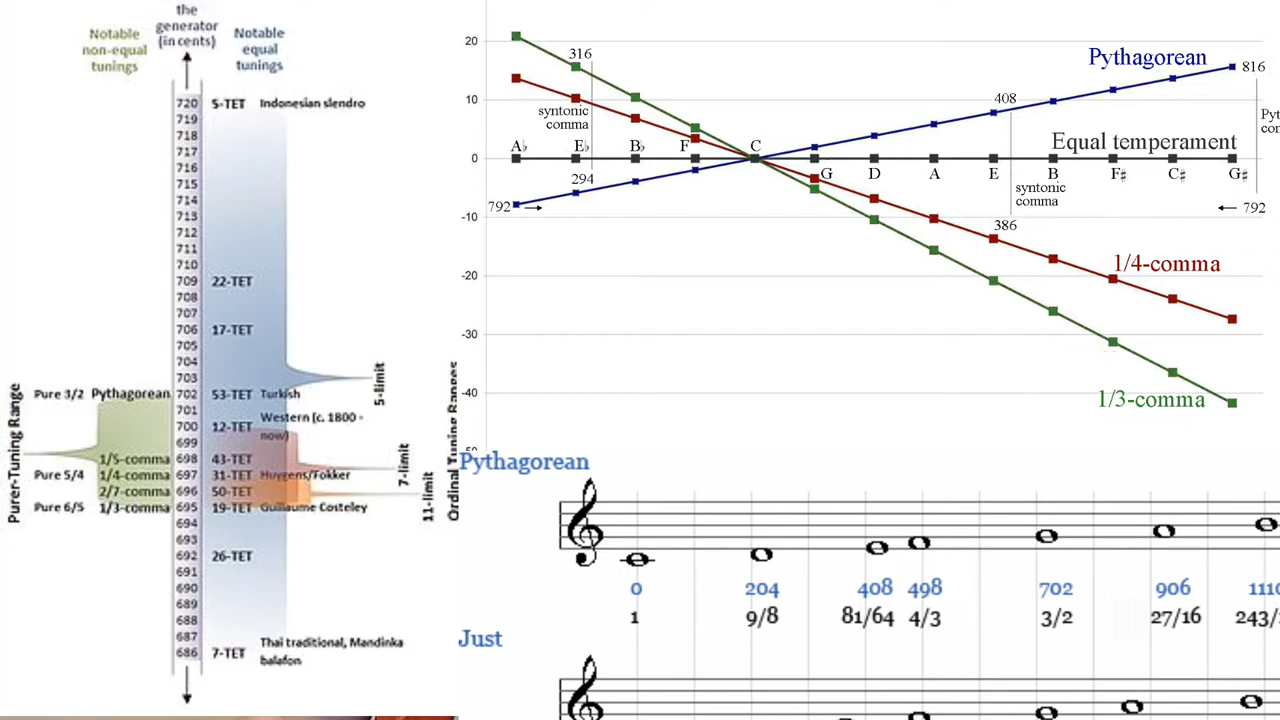 the
generator
(in cents)
Notable
non-equal
tunings
Notable
equal
tunings
720 5-TET Indonesian slendro
719
718
717
716
715
714
713
712
711
710
709 22-TET
708
707
706 17-TET
705
704
703
Pure 3/2 Pythagorean 702 53-TET Turkish
701
Western (c. 1800 -
700 12-TET
now)
699
1/5-comma 698 43-TET
Pure 5/4 1/4-comma 697 31-TET Huygens/Fokker
2/7-comma 696 50-TET
Pure 6/5 1/3-comma 695 19-TET Guillaume Costeley
694
693
692 26-TET
691
690
689
688
687
686 7-TET Thai traditional, Mandinka
balafon
Purer-Tuning Range
5-limit
7-limit
11-limit
Ordinal Tuning Ranges
20
10
0
-10
-20
-30
-40
316
syntonic
comma
294
792
A♭ E♭ B♭ F C G D A E B F♯ C♯ G♯
Pythagorean
816
408
Equal temperament
syntonic
comma
386
792
1/4-comma
1/3-comma
Pythagorean
0 204 408 498 702 906
1 9/8 81/64 4/3 3/2 27/16
Just